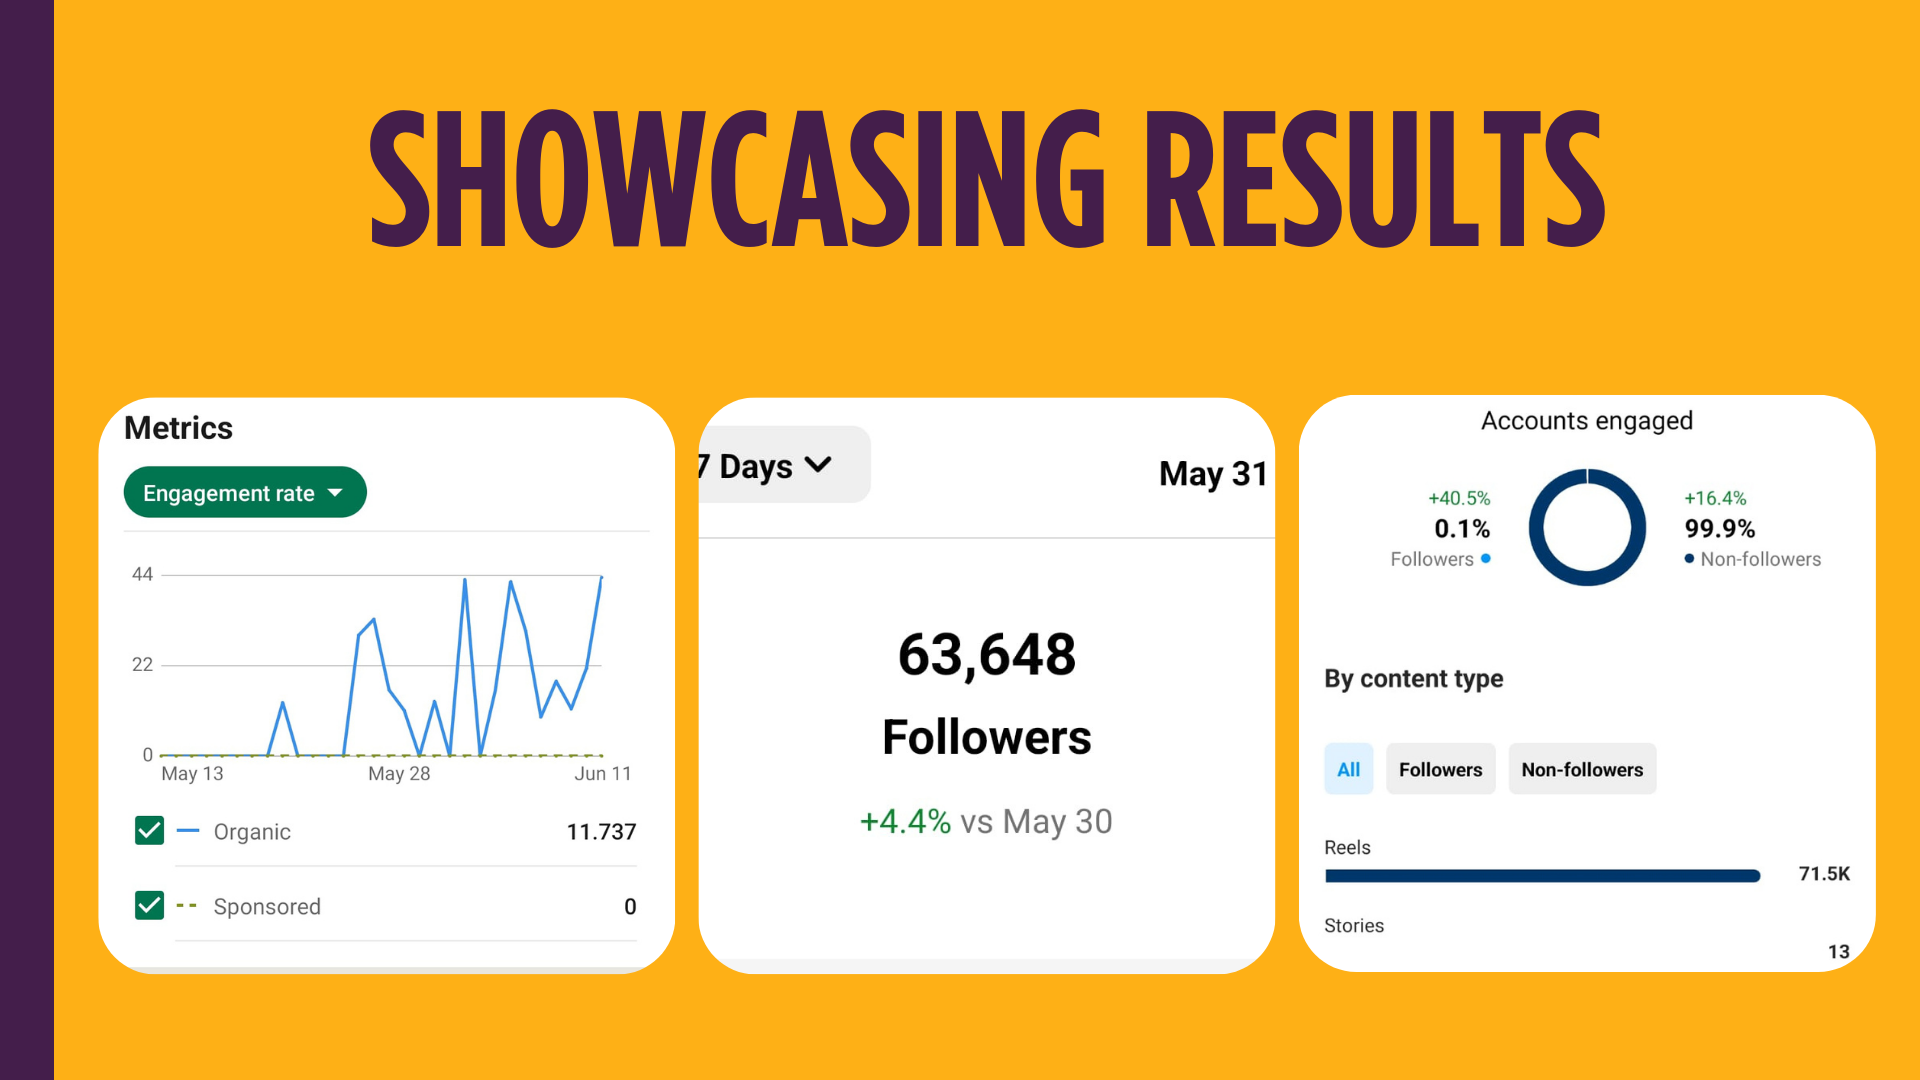 SHOWCASING RESULTS
Metrics
Engagement rate
44
22
0
May 13 May 28 Jun 11
Organic 11.737
Sponsored 0
7 Days May 31
63,648
Followers
+4.4% vs May 30
Accounts engaged
+40.5% +16.4%
0.1% 99.9%
Followers Non-followers
By content type
All Followers Non-followers
Reels
71.5K
Stories
13